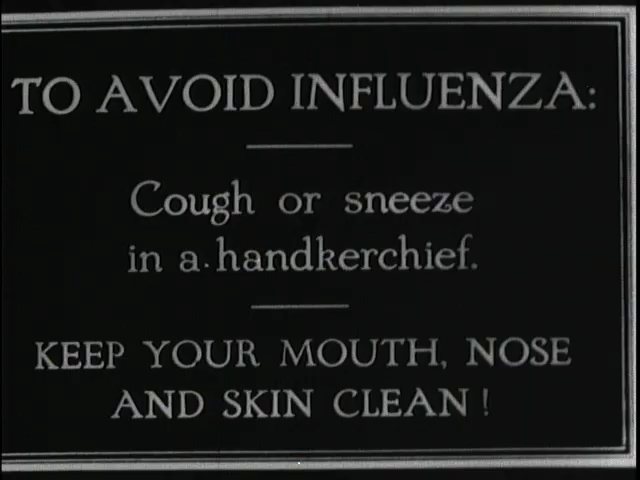 TO AVOID INFLUENZA:
Cough or sneeze
in a handkerchief.
KEEP YOUR MOUTH, NOSE
AND SKIN CLEAN!